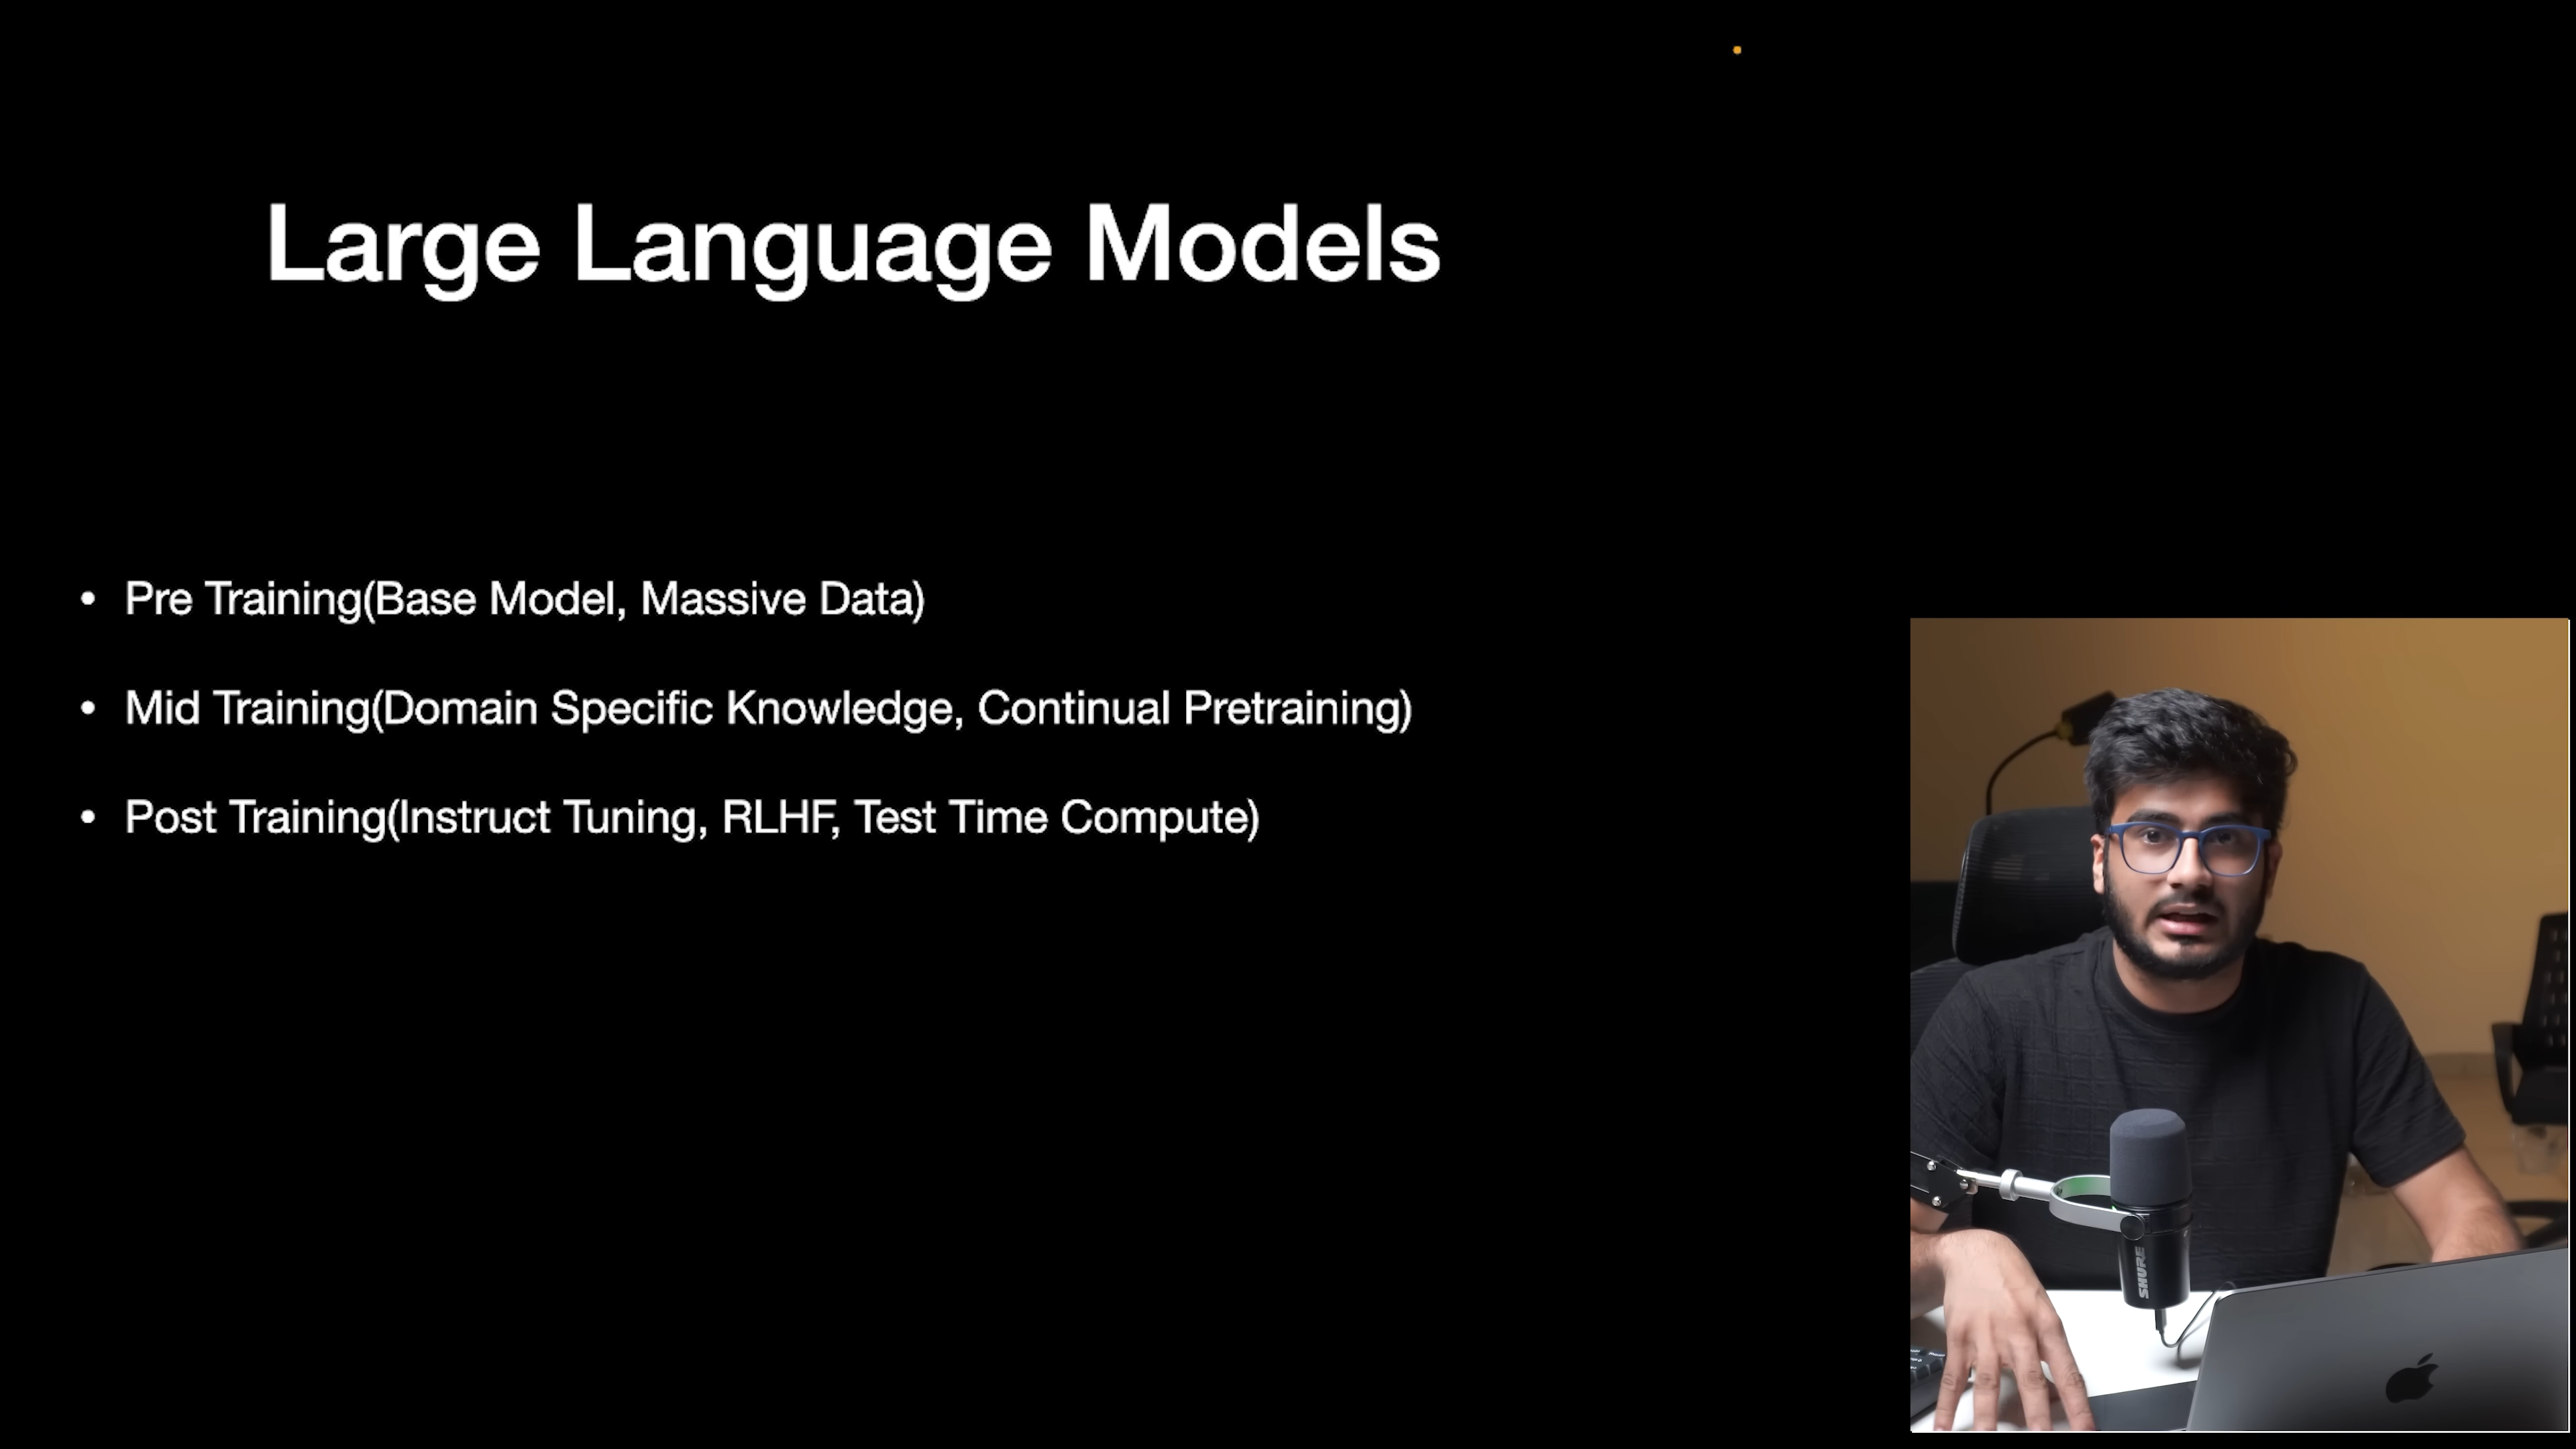 Large Language Models
• Pre Training(Base Model, Massive Data)
• Mid Training(Domain Specific Knowledge, Continual Pretraining)
• Post Training(Instruct Tuning, RLHF, Test Time Compute)
SHURE